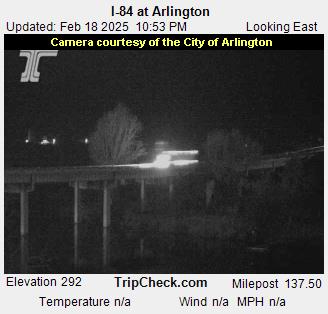 I-84 at Arlington
Updated: Feb 18 2025 10:53 PM Looking East
Camera courtesy of the City of Arlington
Elevation 292 TripCheck.com Milepost 137.50
Temperature n/a Wind n/a MPH n/a